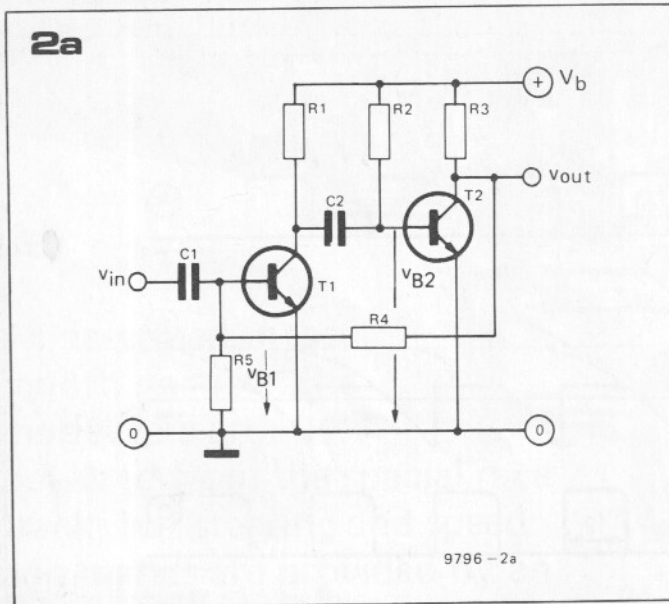 2a
+ Vb
R1 R2 R3
vout
C2 T2
C1
vin
T1 vB2
R4
R5
vB1
0 0
9796-2a